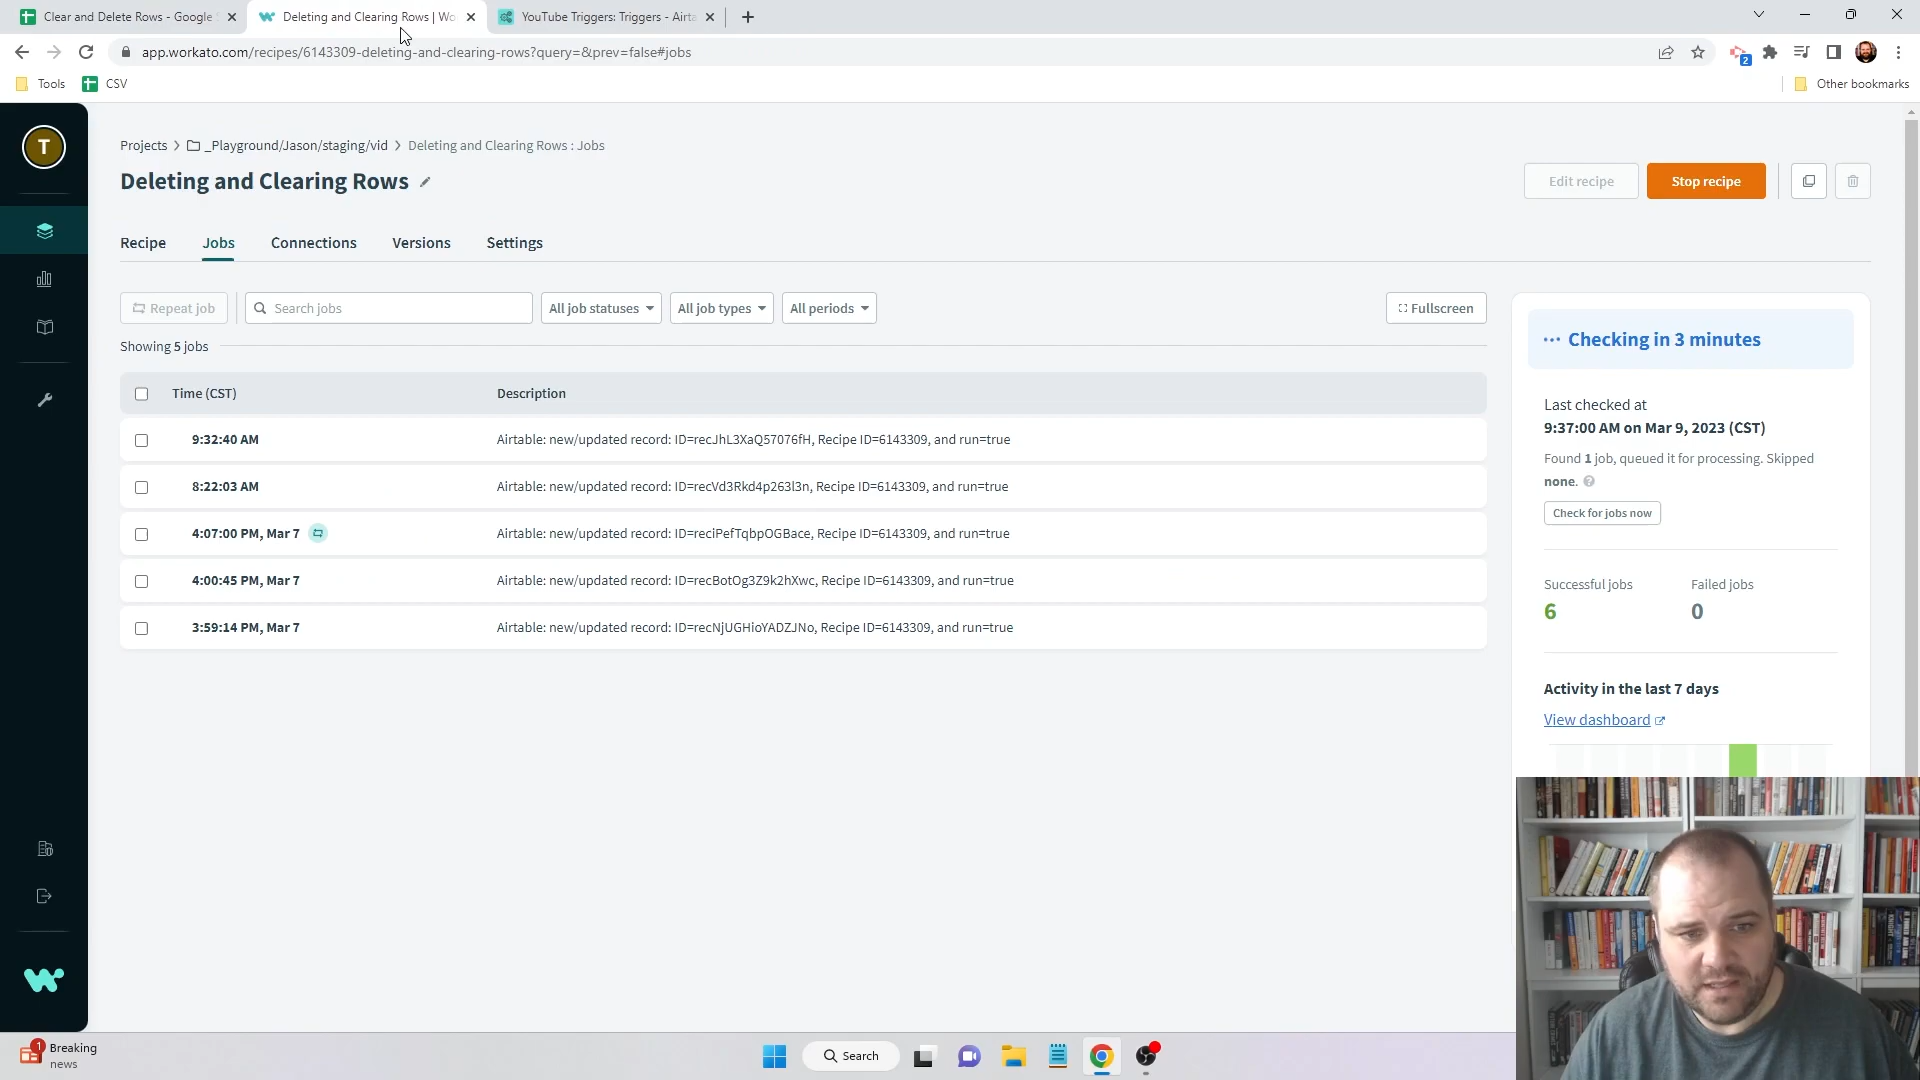 Clear and Delete Rows - Google
Deleting and Clearing Rows | Wo
YouTube Triggers: Triggers - Airta
app.workato.com/recipes/6143309-deleting-and-clearing-rows?query=&prev=false#jobs
2
Tools
CSV
Other bookmarks
T
Projects > _Playground/Jason/staging/vid > Deleting and Clearing Rows : Jobs
Deleting and Clearing Rows
Edit recipe
Stop recipe
Recipe
Jobs
Connections
Versions
Settings
Repeat job
Search jobs
All job statuses
All job types
All periods
Fullscreen
Showing 5 jobs
Time (CST)
Description
9:32:40 AM
Airtable: new/updated record: ID=recJhL3XaQ57076fH, Recipe ID=6143309, and run=true
8:22:03 AM
Airtable: new/updated record: ID=recVd3Rkd4p263l3n, Recipe ID=6143309, and run=true
4:07:00 PM, Mar 7
Airtable: new/updated record: ID=reciPefTqbpOGBace, Recipe ID=6143309, and run=true
4:00:45 PM, Mar 7
Airtable: new/updated record: ID=recBotOg3Z9k2hXwc, Recipe ID=6143309, and run=true
3:59:14 PM, Mar 7
Airtable: new/updated record: ID=recNjUGHioYADZJNo, Recipe ID=6143309, and run=true
Checking in 3 minutes
Last checked at
9:37:00 AM on Mar 9, 2023 (CST)
Found 1 job, queued it for processing. Skipped
none.
Check for jobs now
Successful jobs
Failed jobs
6
0
Activity in the last 7 days
View dashboard
1
Breaking
news
Search